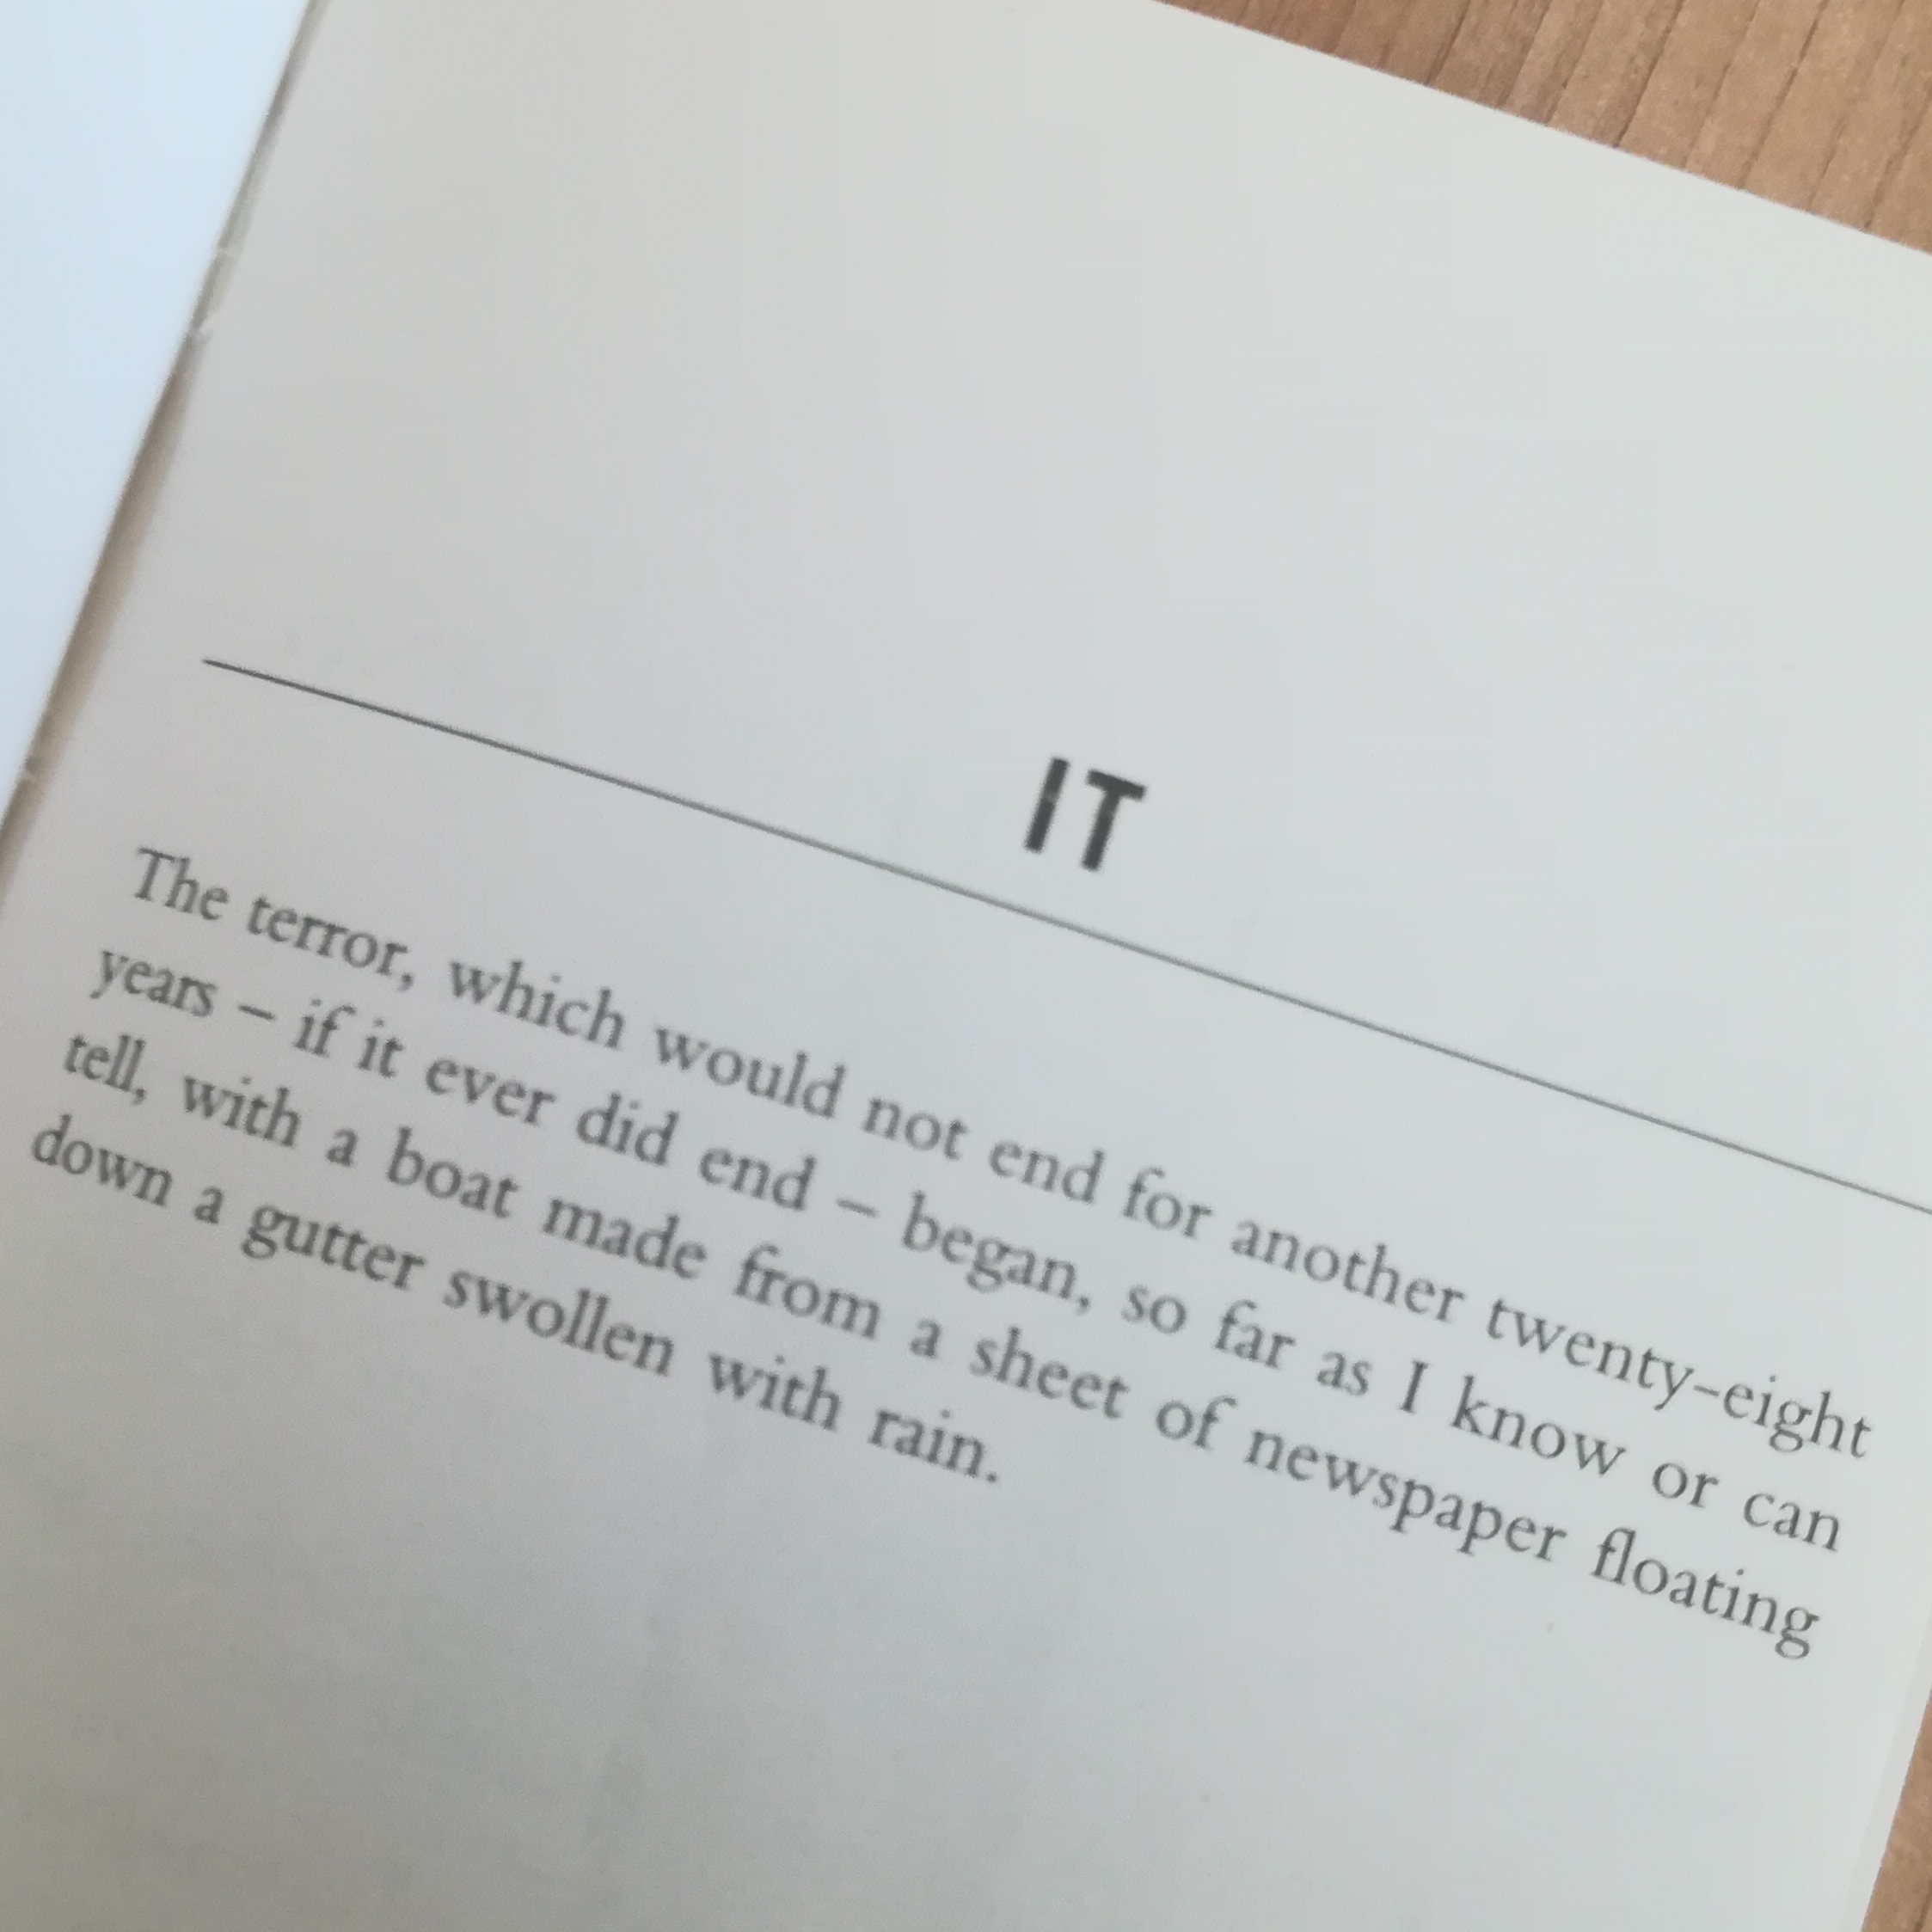 IT
The terror, which would not end for another twenty-eight
years – if it ever did end – began, so far as I know or can
tell, with a boat made from a sheet of newspaper floating
down a gutter swollen with rain.